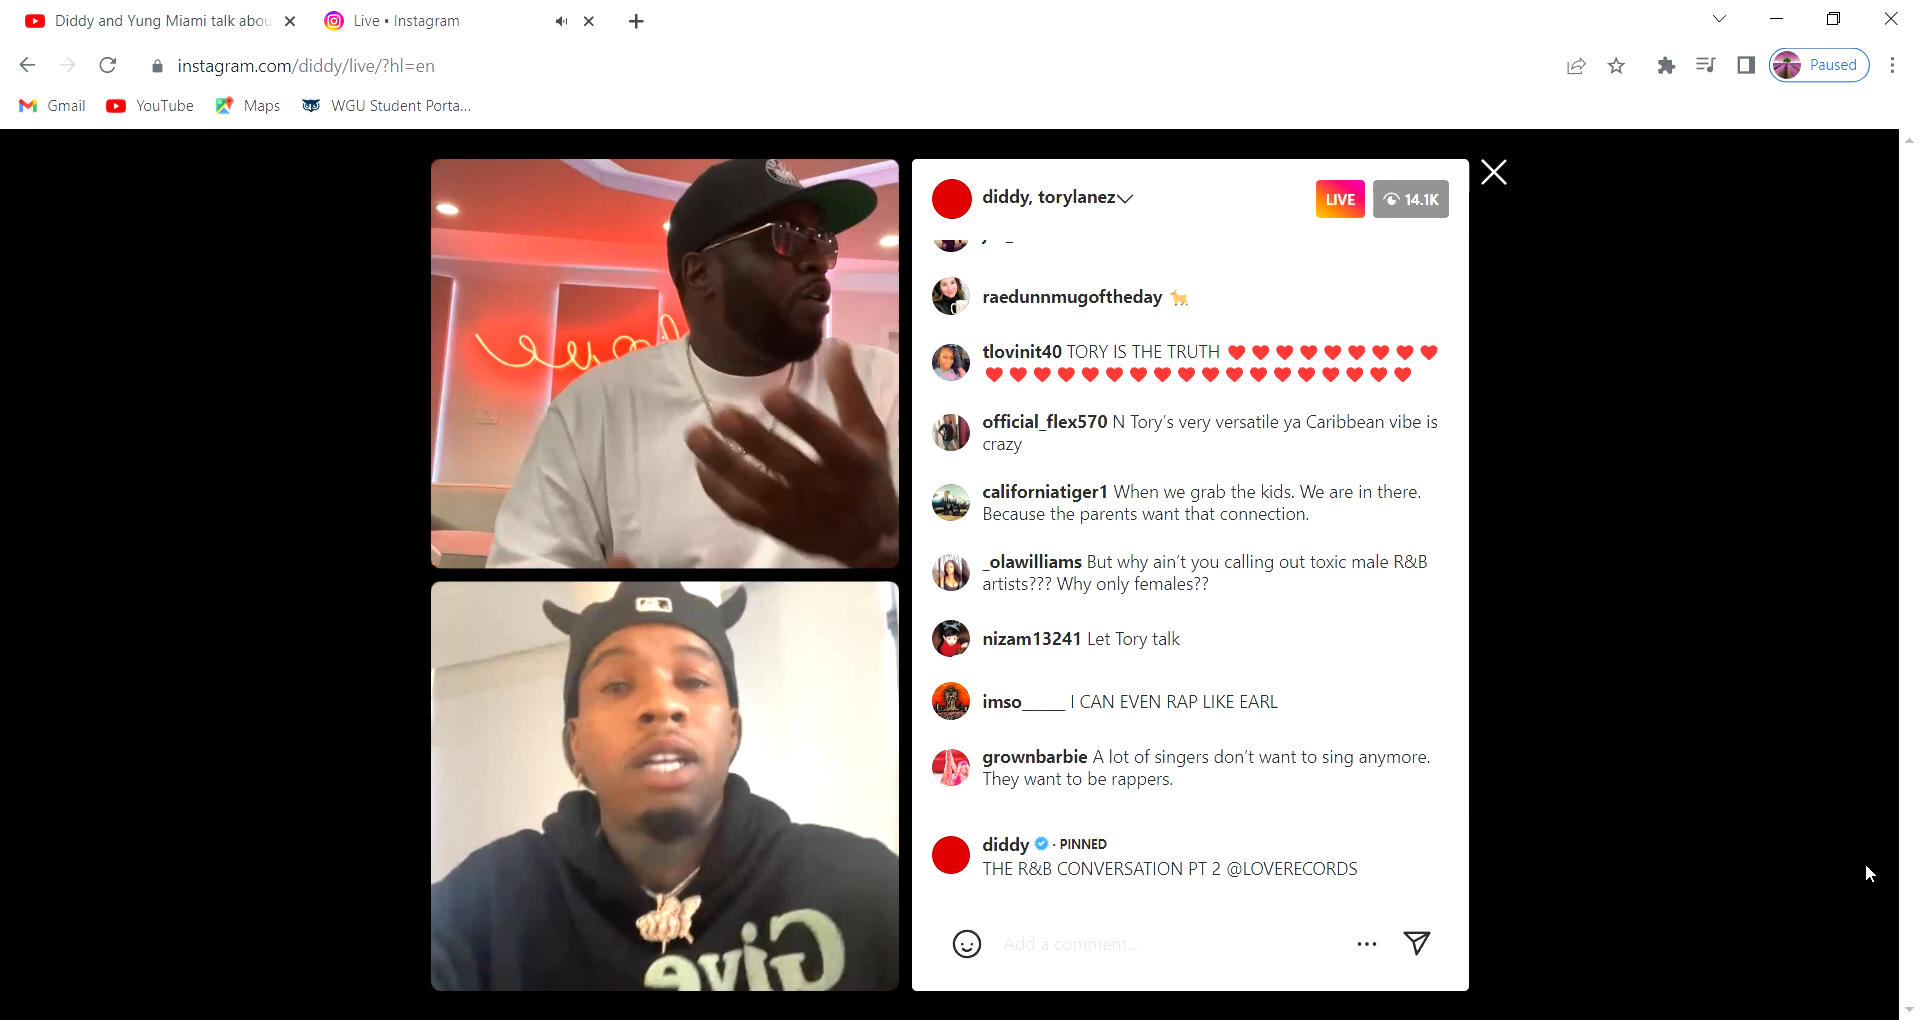 Diddy and Yung Miami talk abou
Live • Instagram
instagram.com/diddy/live/?hl=en
Paused
Gmail
YouTube
Maps
WGU Student Porta...
love
Give
diddy, torylanez
LIVE
14.1K
raedunnmugoftheday 🐐
tlovinit40 TORY IS THE TRUTH ❤️❤️❤️❤️❤️❤️❤️❤️❤️
❤️❤️❤️❤️❤️❤️❤️❤️❤️❤️❤️❤️❤️❤️❤️❤️❤️❤️
official_flex570 N Tory's very versatile ya Caribbean vibe is
crazy
californiatiger1 When we grab the kids. We are in there.
Because the parents want that connection.
_olawilliams But why ain't you calling out toxic male R&B
artists??? Why only females??
nizam13241 Let Tory talk
imso_____ I CAN EVEN RAP LIKE EARL
grownbarbie A lot of singers don't want to sing anymore.
They want to be rappers.
diddy · PINNED
THE R&B CONVERSATION PT 2 @LOVERECORDS
Add a comment...